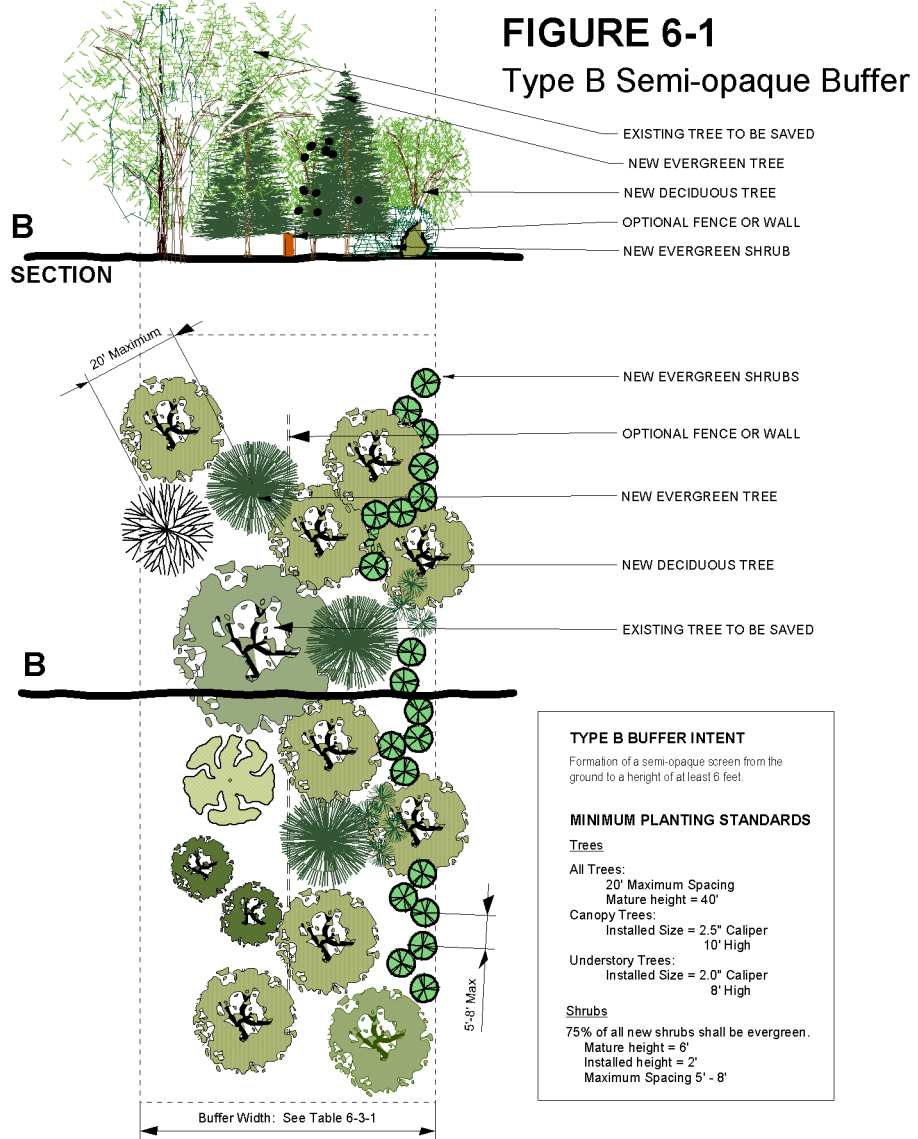 FIGURE 6-1
Type B Semi-opaque Buffer
EXISTING TREE TO BE SAVED
NEW EVERGREEN TREE
NEW DECIDUOUS TREE
OPTIONAL FENCE OR WALL
NEW EVERGREEN SHRUB
B
SECTION
20' Maximum
NEW EVERGREEN SHRUBS
OPTIONAL FENCE OR WALL
NEW EVERGREEN TREE
NEW DECIDUOUS TREE
EXISTING TREE TO BE SAVED
B
TYPE B BUFFER INTENT
Formation of a semi-opaque screen from the
ground to a heright of at least 6 feet.
MINIMUM PLANTING STANDARDS
Trees
All Trees:
20' Maximum Spacing
Mature height = 40'
Canopy Trees:
Installed Size = 2.5" Caliper
10' High
Understory Trees:
Installed Size = 2.0" Caliper
8' High
Shrubs
75% of all new shrubs shall be evergreen.
Mature height = 6'
Installed height = 2'
Maximum Spacing 5' - 8'
5'-8' Max
Buffer Width: See Table 6-3-1